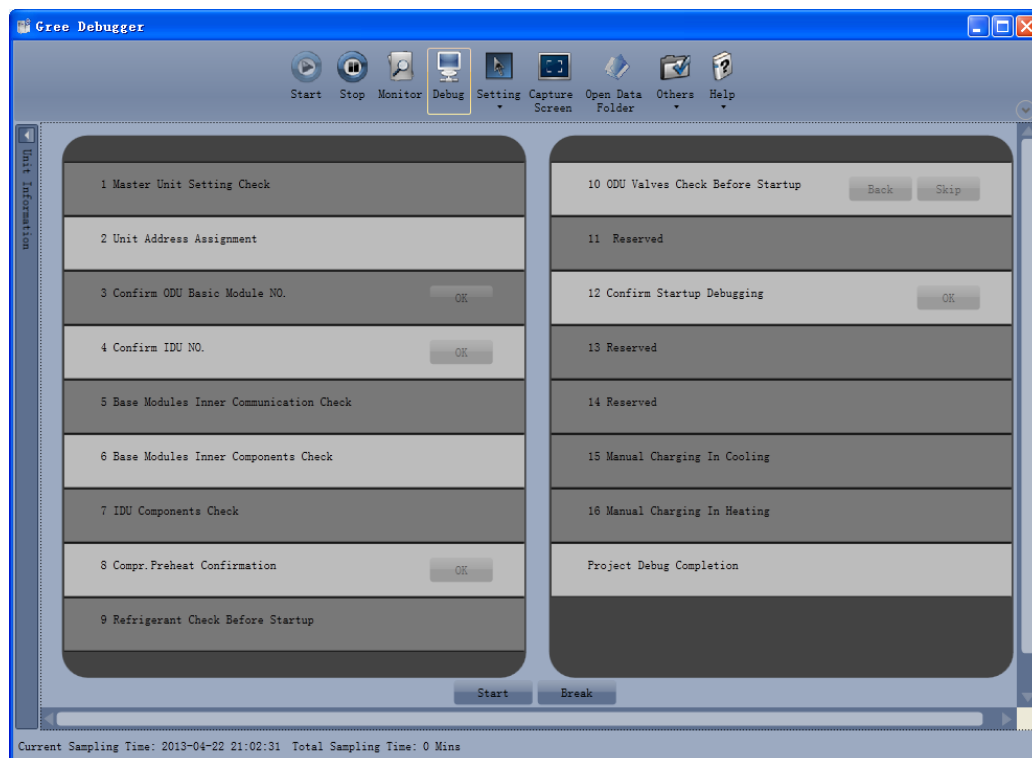 Gree Debugger
Start Stop Monitor Debug Setting Capture Screen Open Data Folder Others Help
Unit Information
1 Master Unit Setting Check
2 Unit Address Assignment
3 Confirm ODU Basic Module NO. OK
4 Confirm IDU NO. OK
5 Base Modules Inner Communication Check
6 Base Modules Inner Components Check
7 IDU Components Check
8 Compr.Preheat Confirmation OK
9 Refrigerant Check Before Startup
10 ODU Valves Check Before Startup Back Skip
11 Reserved
12 Confirm Startup Debugging OK
13 Reserved
14 Reserved
15 Manual Charging In Cooling
16 Manual Charging In Heating
Project Debug Completion
Start Break
Current Sampling Time: 2013-04-22 21:02:31 Total Sampling Time: 0 Mins